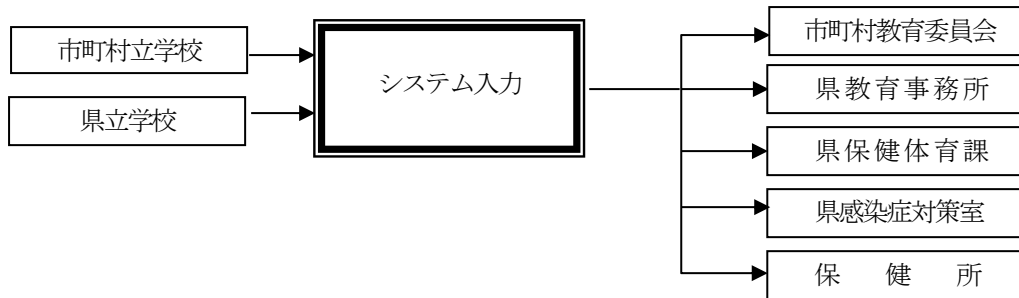 市町村立学校
県立学校
システム入力
市町村教育委員会
県教育事務所
県保健体育課
県感染症対策室
保健所